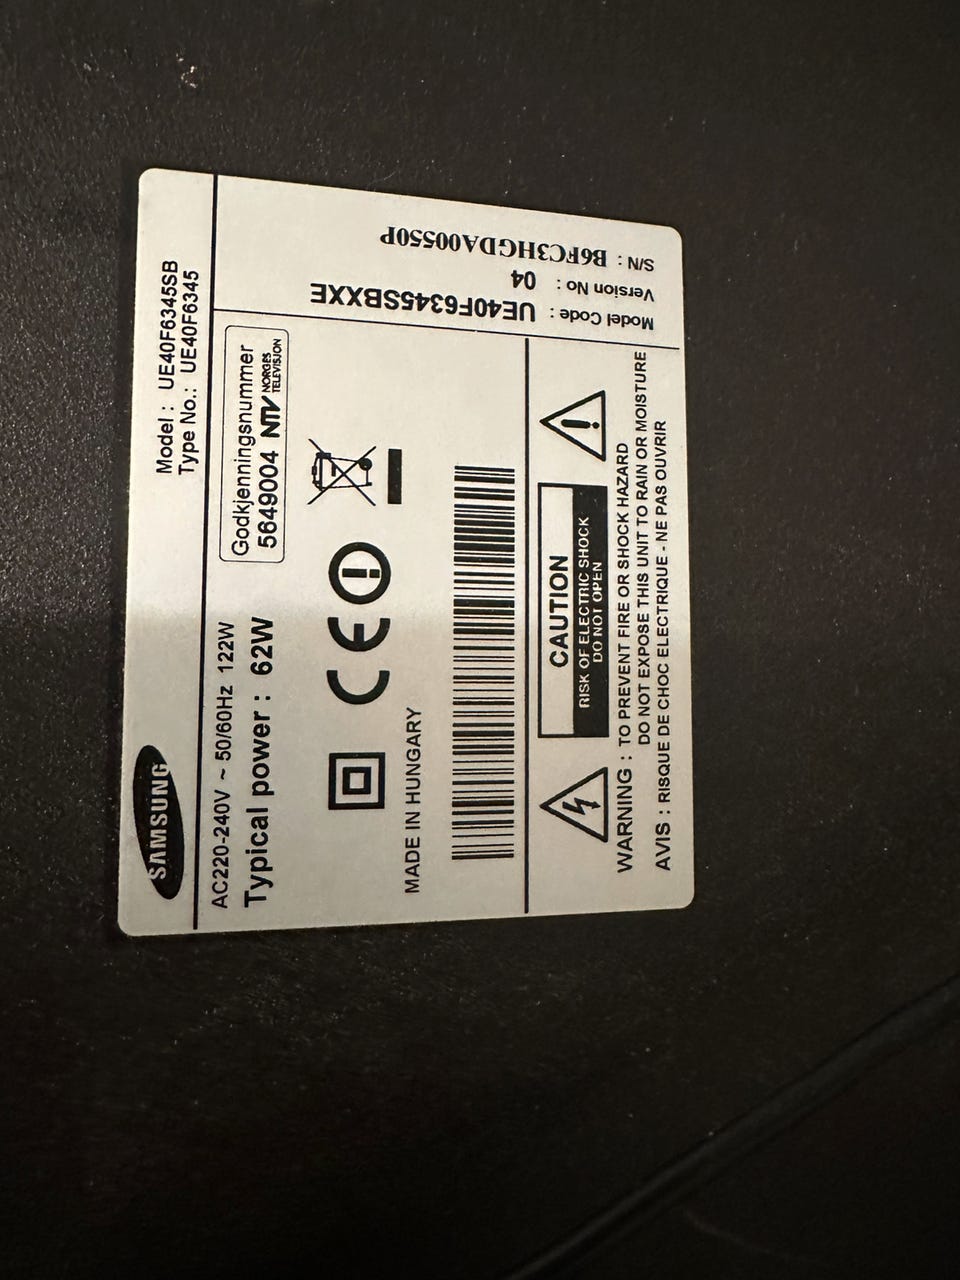 SAMSUNG
Model : UE40F6345SB
Type No.: UE40F6345
AC220-240V ~ 50/60Hz 122W
Typical power : 62W
Godkjenningsnummer
5649004 NTV NORGES
TELEVISJON
CE
MADE IN HUNGARY
Model Code : UE40F6345SBXXE
Version No : 04
S/N : B6FC3HGDA00550P
CAUTION
RISK OF ELECTRIC SHOCK
DO NOT OPEN
WARNING : TO PREVENT FIRE OR SHOCK HAZARD
DO NOT EXPOSE THIS UNIT TO RAIN OR MOISTURE
AVIS : RISQUE DE CHOC ELECTRIQUE - NE PAS OUVRIR